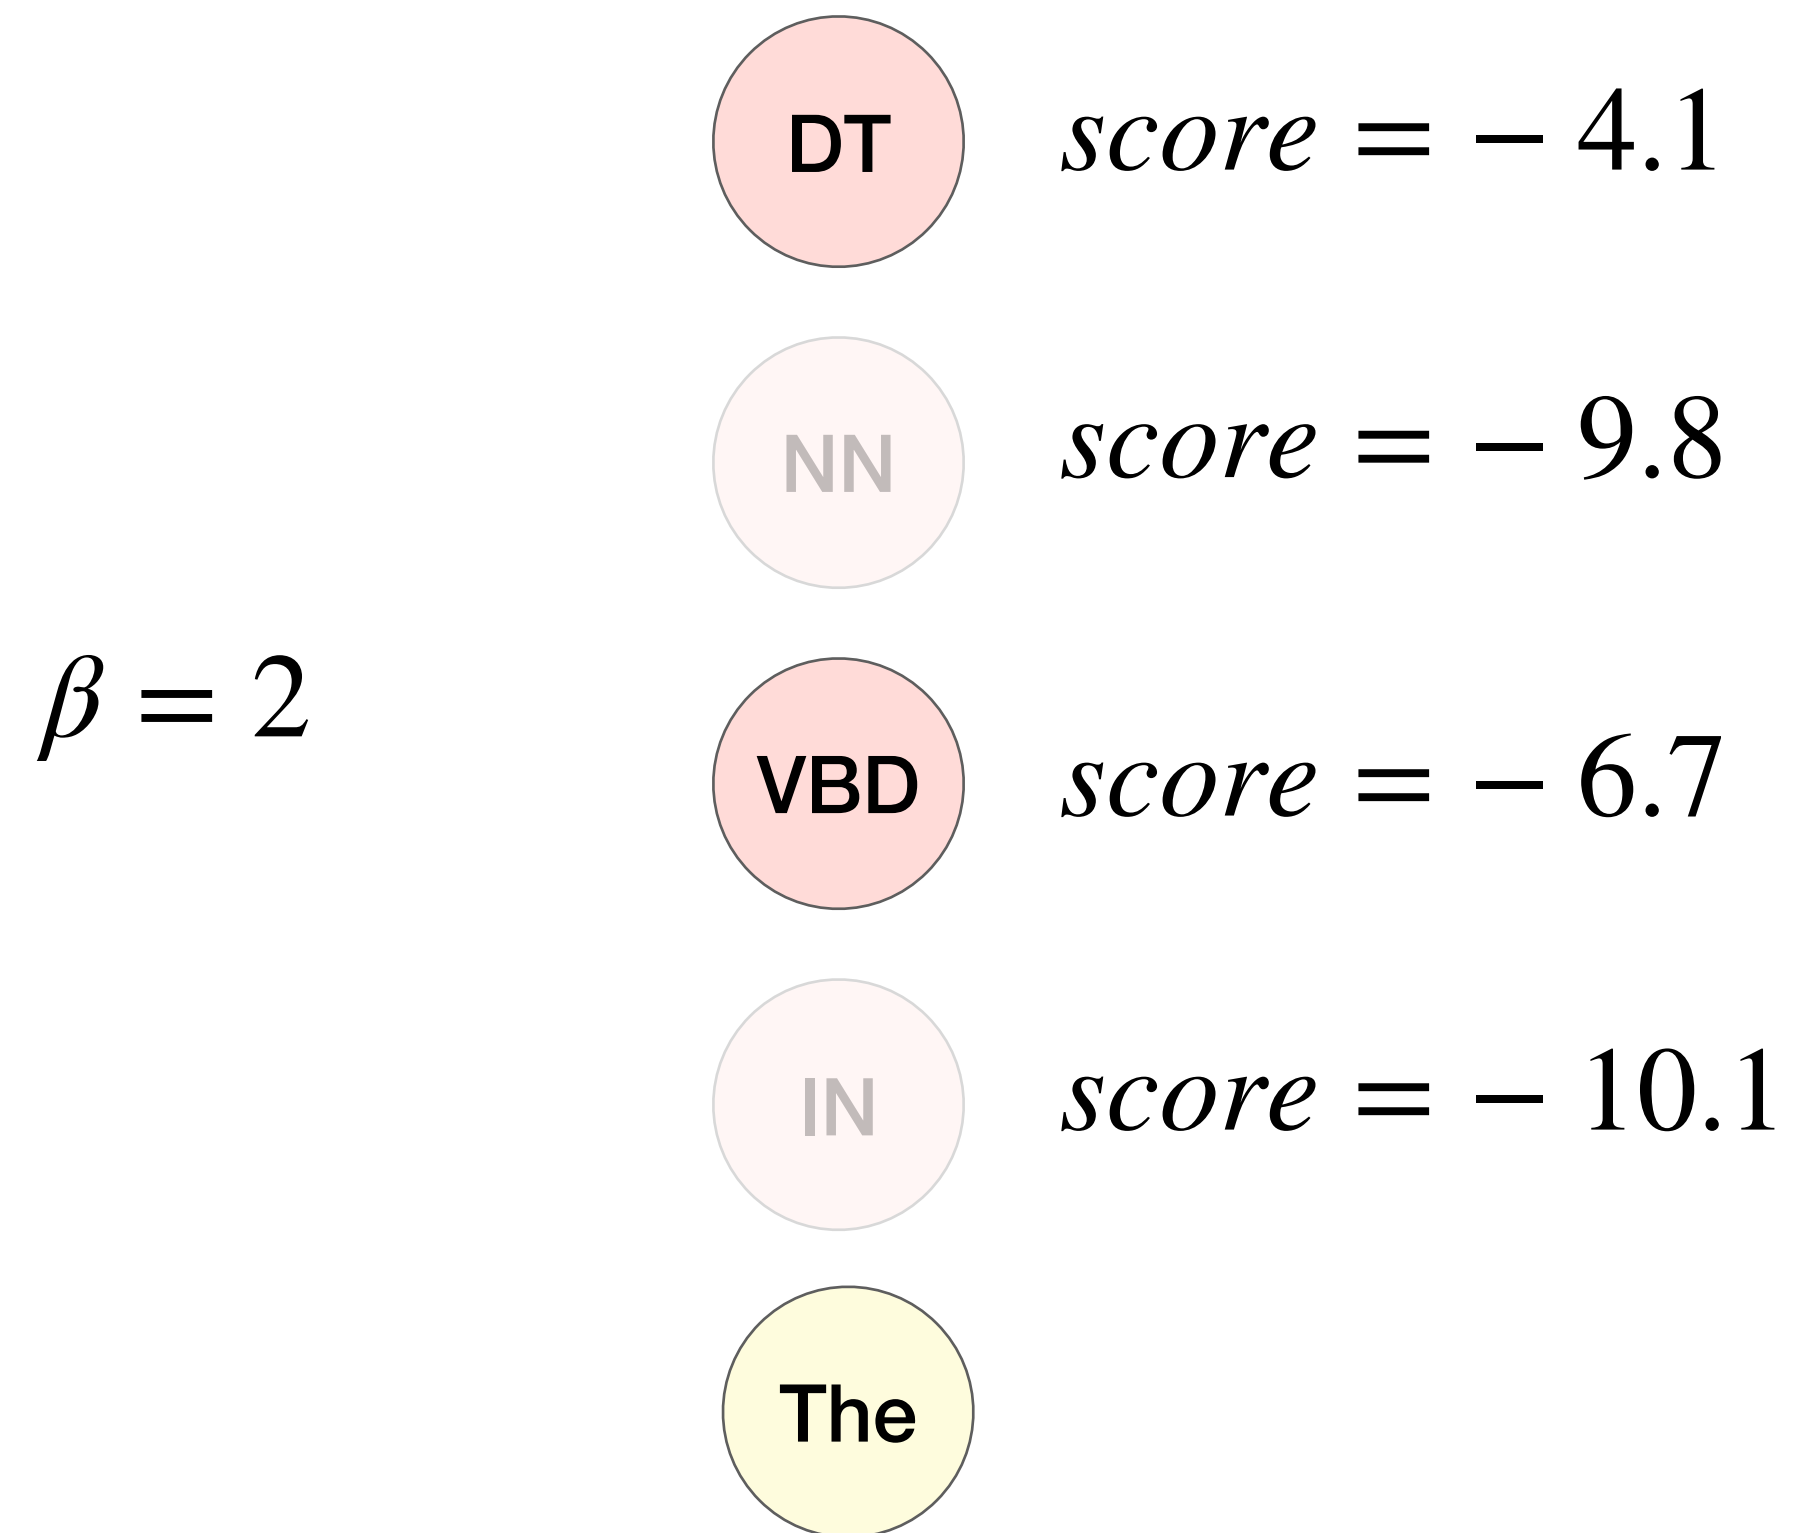 DT score = − 4.1
NN score = − 9.8
β = 2
VBD score = − 6.7
IN score = − 10.1
The